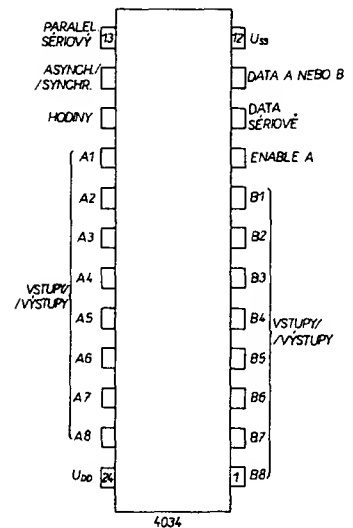 PARALEL.
SÉRIOVÝ
13
12
Uss
ASYNCH./
/SYNCHR.
DATA A NEBO B
HODINY
DATA
SÉRIOVĚ
A1
ENABLE A
A2
B1
A3
B2
A4
B3
VSTUPY/
/VÝSTUPY
A5
B4
VSTUPY/
/VÝSTUPY
A6
B5
A7
B6
A8
B7
UDD
24
1
B8
4034